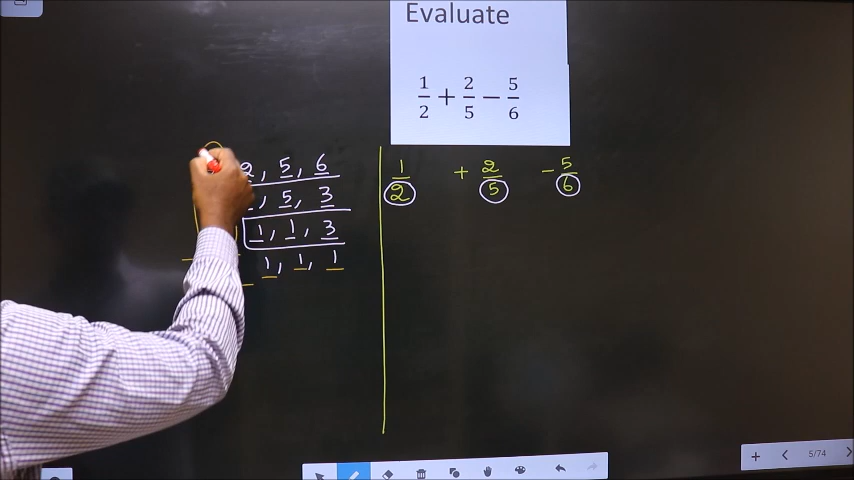 Evaluate
1/2 + 2/5 − 5/6
2, 5, 6
, 5, 3
1, 1, 3
1, 1, 1
1/2 + 2/5 - 5/6
5/74